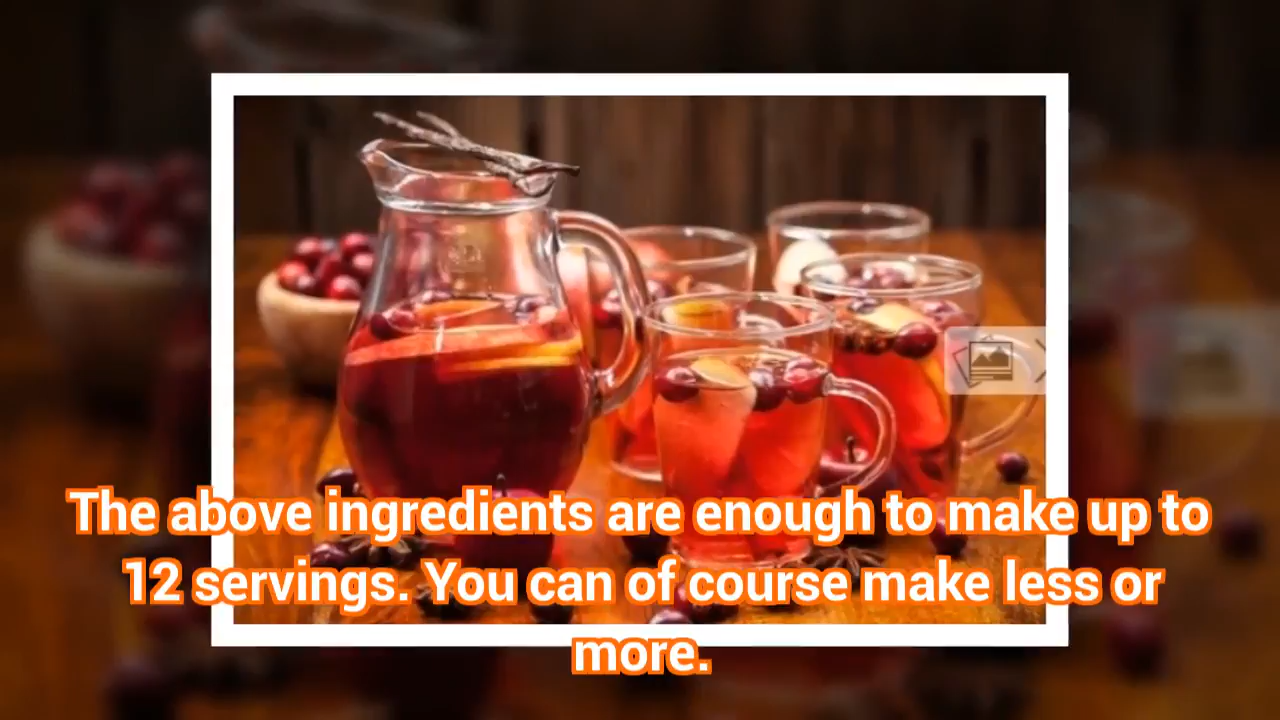 The above ingredients are enough to make up to
12 servings. You can of course make less or
more.